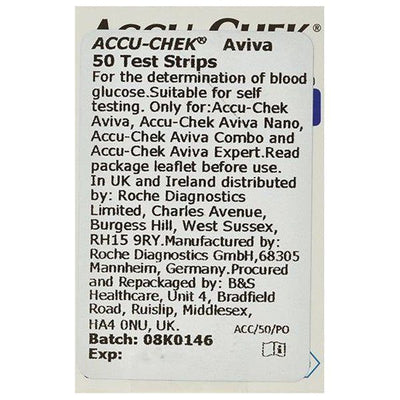 ACCU-CHEK®
ACCU-CHEK® Aviva
50 Test Strips
For the determination of blood
glucose.Suitable for self
testing. Only for:Accu-Chek
Aviva, Accu-Chek Aviva Nano,
Accu-Chek Aviva Combo and
Accu-Chek Aviva Expert.Read
package leaflet before use.
In UK and Ireland distributed
by: Roche Diagnostics
Limited, Charles Avenue,
Burgess Hill, West Sussex,
RH15 9RY.Manufactured by:
Roche Diagnostics GmbH,68305
Mannheim, Germany.Procured
and Repackaged by: B&S
Healthcare, Unit 4, Bradfield
Road, Ruislip, Middlesex,
HA4 0NU, UK.
ACC/50/PO
Batch: 08K0146
Exp: